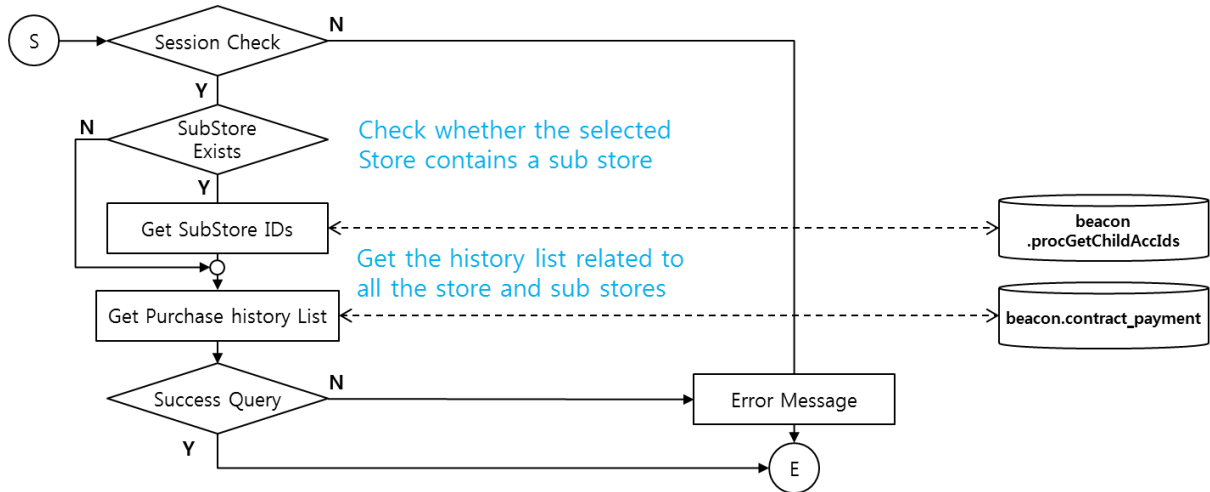 N
S
Session Check
Y
N
SubStore
Exists
Check whether the selected
Store contains a sub store
Y
Get SubStore IDs
beacon
.procGetChildAccIds
Get the history list related to
all the store and sub stores
Get Purchase history List
beacon.contract_payment
N
Success Query
Error Message
Y
E